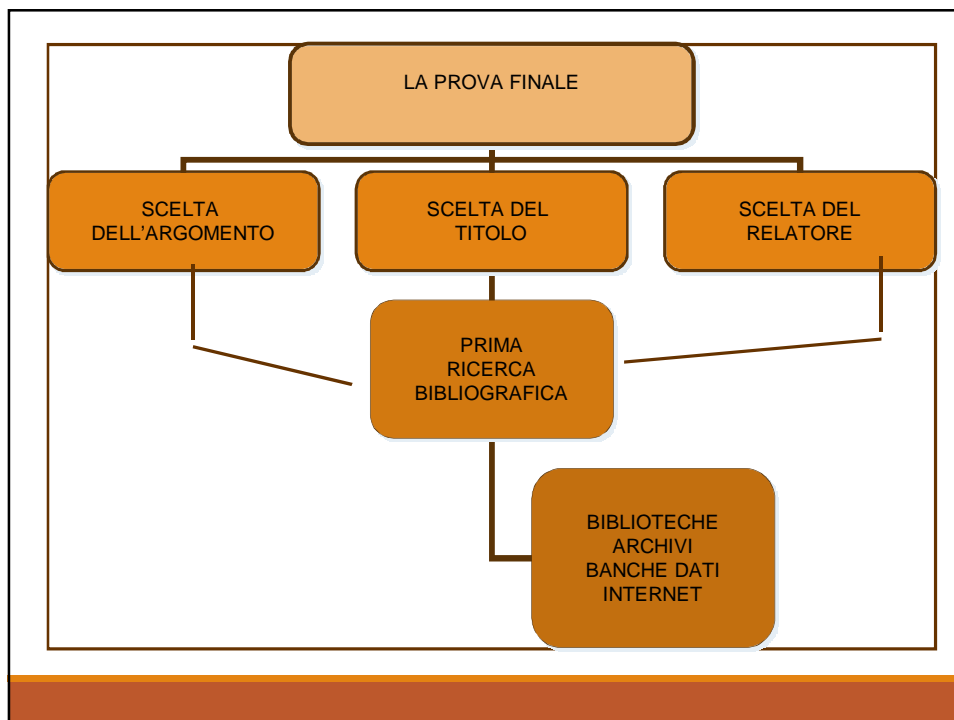 LA PROVA FINALE
SCELTA
DELL’ARGOMENTO
SCELTA DEL
TITOLO
SCELTA DEL
RELATORE
PRIMA
RICERCA
BIBLIOGRAFICA
BIBLIOTECHE
ARCHIVI
BANCHE DATI
INTERNET